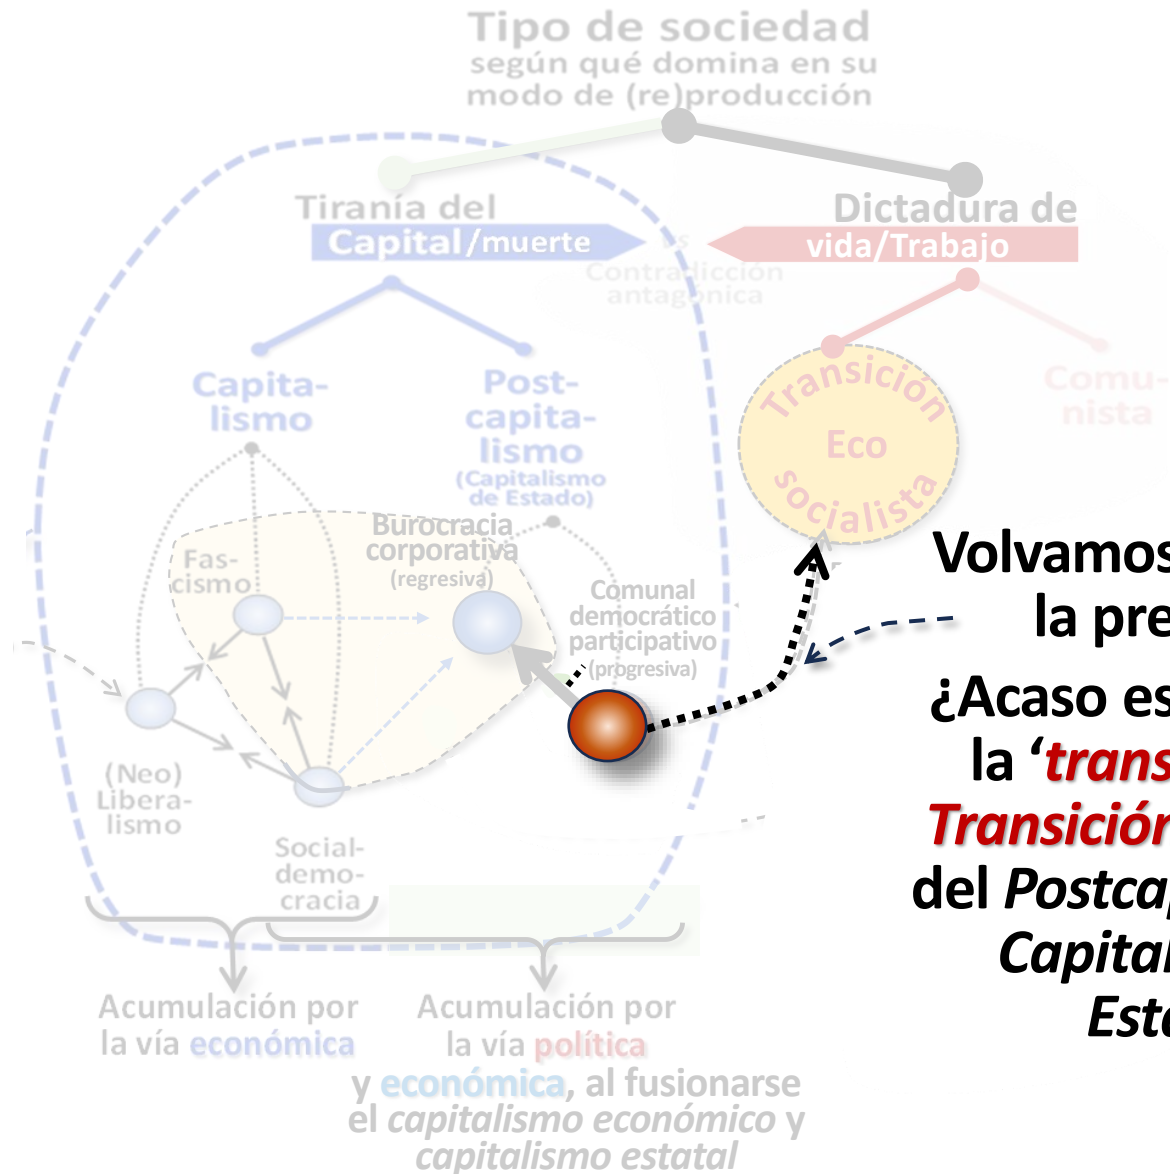 Tipo de sociedad
según qué domina en su
modo de (re)producción
Tiranía del
Capital/muerte
vs
Contradicción
antagónica
Dictadura de
vida/Trabajo
Capita-
lismo
Post-
capita-
lismo
(Capitalismo
de Estado)
Transición
Eco
socialista
Comu-
nista
Burocracia
corporativa
(regresiva)
Fas-
cismo
Comunal
democrático
participativo
(progresiva)
(Neo)
Libera-
lismo
Social-
demo-
cracia
Volvamos
la pre
¿Acaso es
la ‘trans
Transición
del Postcap
Capital
Esta
Acumulación por
la vía económica
Acumulación por
la vía política
y económica, al fusionarse
el capitalismo económico y
capitalismo estatal